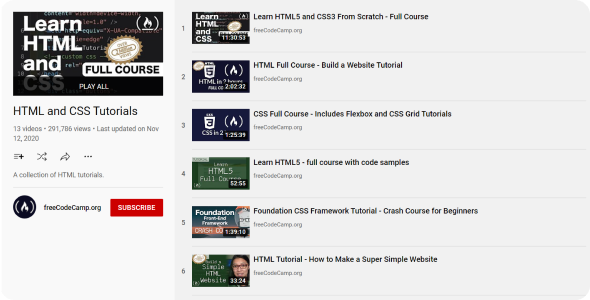 Learn
HTML
and
CSS
FULL COURSE
PLAY ALL
HTML and CSS Tutorials
13 videos • 291,786 views • Last updated on Nov
12, 2020
A collection of HTML tutorials.
freeCodeCamp.org
SUBSCRIBE
1
Learn
HTML
and
CSS
11:30:53
Learn HTML5 and CSS3 From Scratch - Full Course
freeCodeCamp.org
2
HTML in 2 hours
2:02:32
HTML Full Course - Build a Website Tutorial
freeCodeCamp.org
3
CSS in 2
1:25:39
CSS Full Course - Includes Flexbox and CSS Grid Tutorials
freeCodeCamp.org
4
Learn
HTML5
Full Cou
52:55
Learn HTML5 - full course with code samples
freeCodeCamp.org
5
Foundation
Front-End
Framework
CRASH CO
1:39:10
Foundation CSS Framework Tutorial - Crash Course for Beginners
freeCodeCamp.org
6
Build a
Simple
HTML
Website
33:24
HTML Tutorial - How to Make a Super Simple Website
freeCodeCamp.org